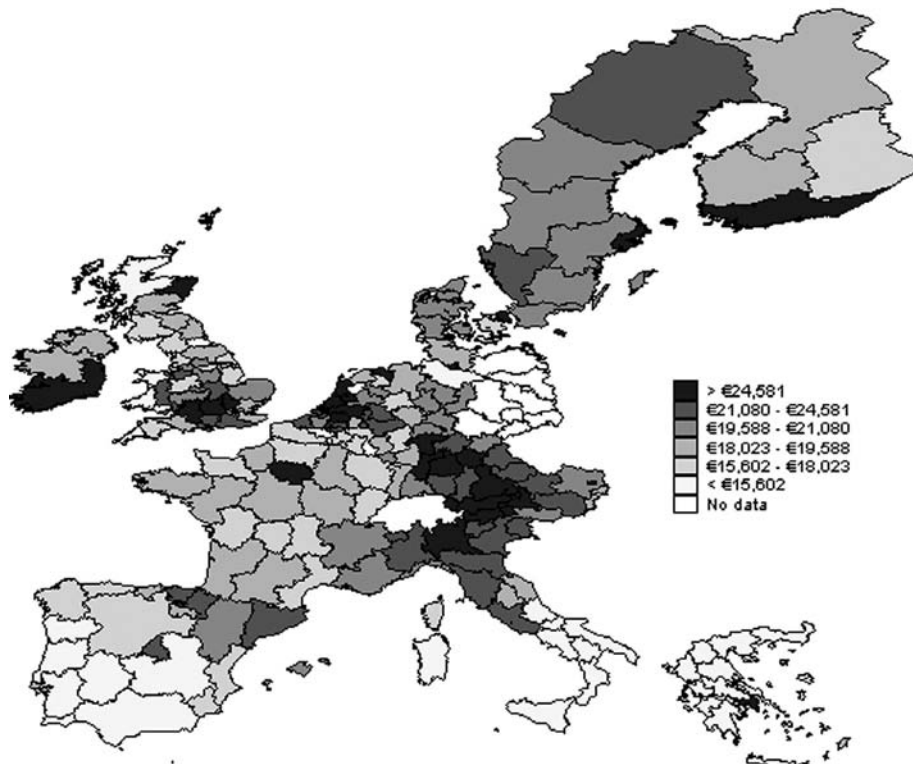 > €24,581
€21,080 - €24,581
€19,588 - €21,080
€18,023 - €19,588
€15,602 - €18,023
< €15,602
No data